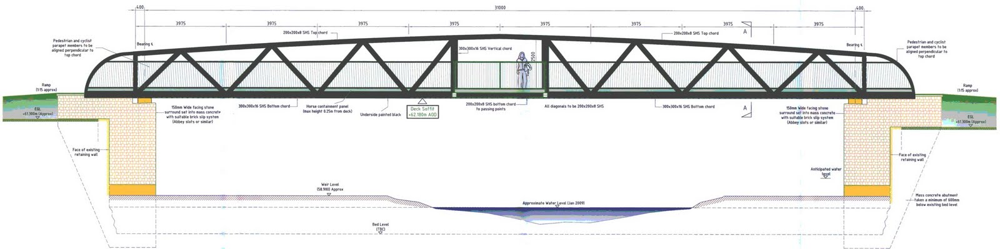 400
31000
400
3975
3975
3975
3975
3975
3975
3975
200x200x8 SHS Top chord
200x200x8 SHS Top chord
A
Pedestrian and cyclist
parapet members to be
aligned perpendicular to
top chord
Bearing ℄
300x300x16 SHS Vertical chord
2500
Bearing ℄
Pedestrian and cyclist
parapet members to be
aligned perpendicular to
top chord
Ramp
(1:15 approx)
Ramp
(1:15 approx)
EGL
+61.300m (Approx)
150mm Wide facing stone
surround set into mass concrete
with suitable brick slip system
(Abbey slots or similar)
300x300x16 SHS Bottom chord
Horse containment panel
(max height 0.25m from deck)
Underside painted black
Deck Soffit
+62.180m AOD
200x200x8 SHS bottom chord
to passing points
All diagonals to be 200x200x8 SHS
300x300x16 SHS Bottom chord
A
150mm Wide facing stone
surround set into mass concrete
with suitable brick slip system
(Abbey slots or similar)
EGL
+61.300m (Approx)
Face of existing
retaining wall
Face of existing
retaining wall
Anticipated water
level
Weir Level
(58.900) Approx
Approximate Water Level (Jan 2009)
Mass concrete abutment
taken a minimum of 600mm
below existing bed level
Bed Level
(TBC)